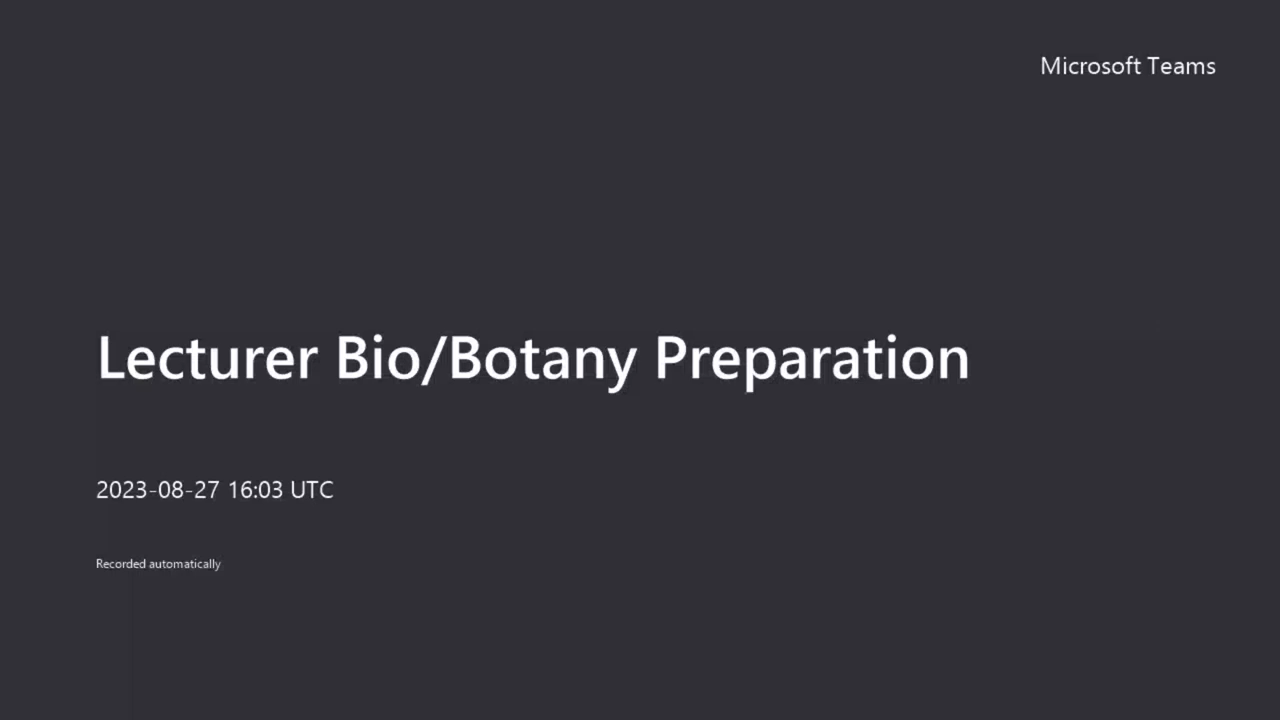 Microsoft Teams
Lecturer Bio/Botany Preparation
2023-08-27 16:03 UTC
Recorded automatically